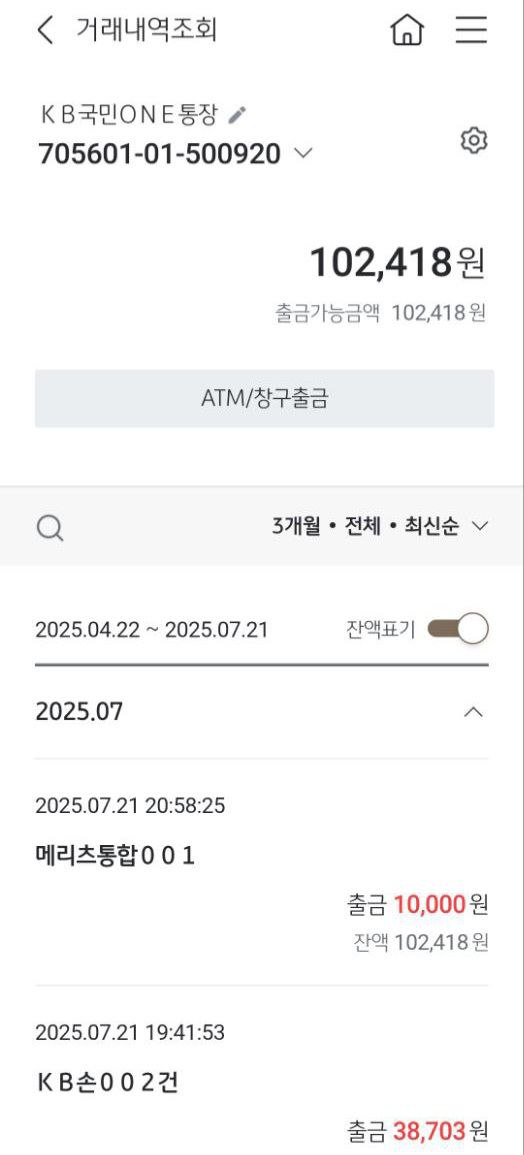 거래내역조회
KB국민ONE통장
705601-01-500920
102,418원
출금가능금액 102,418원
ATM/창구출금
3개월 • 전체 • 최신순
2025.04.22 ~ 2025.07.21 잔액표기
2025.07
2025.07.21 20:58:25
메리츠통합001
출금 10,000원
잔액 102,418원
2025.07.21 19:41:53
KB손002건
출금 38,703원